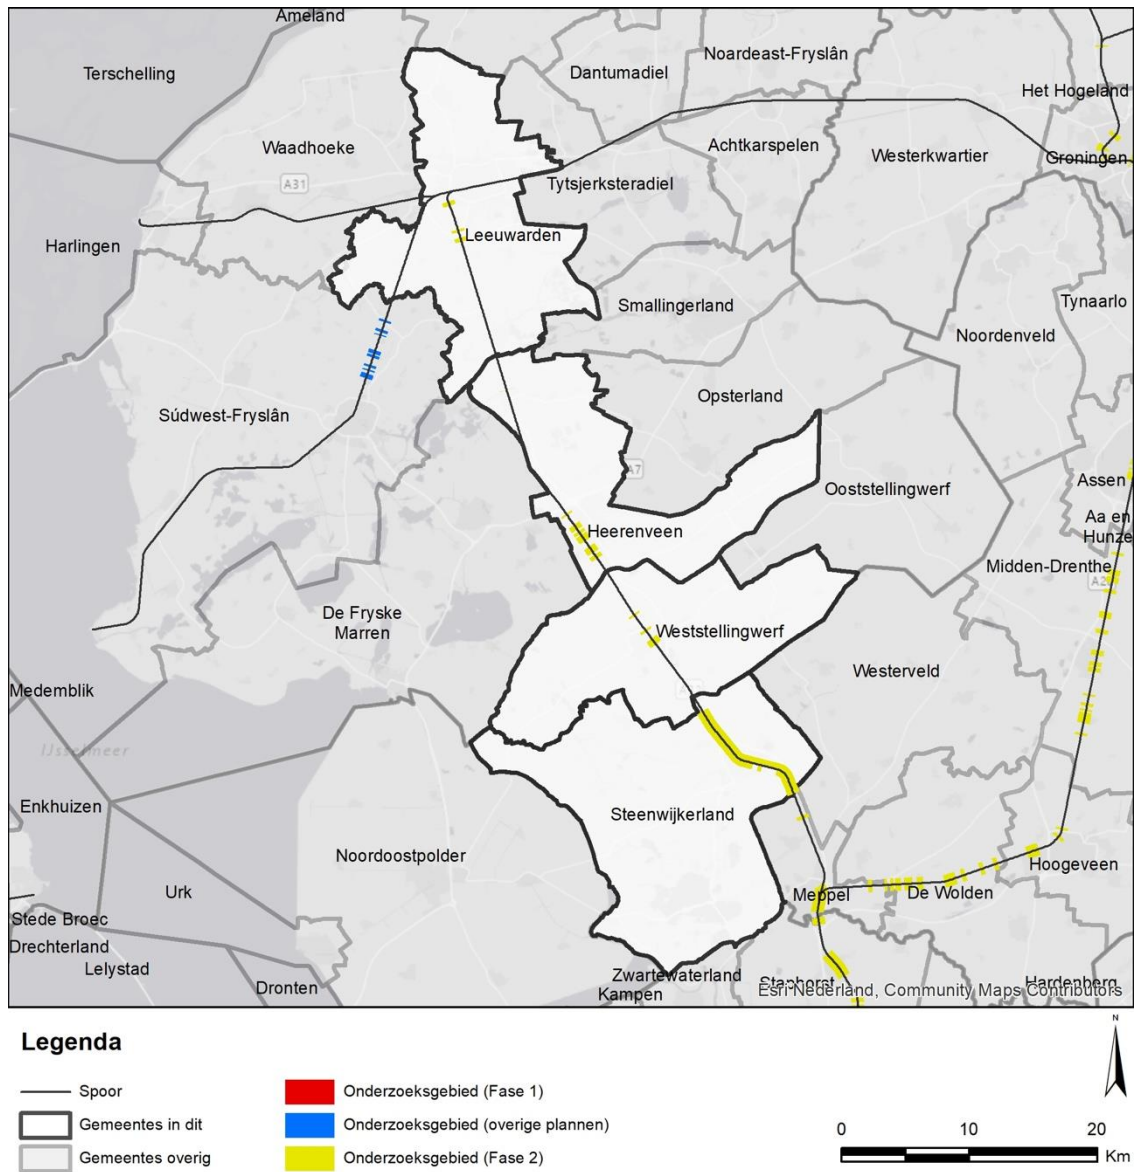 Ameland
Terschelling
Dantumadiel
Noardeast-Fryslân
Het Hogeland
Waadhoeke
Achtkarspelen
Westerkwartier
Groningen
A31
Tytsjerksteradiel
Harlingen
Leeuwarden
Smallingerland
Tynaarlo
Noordenveld
Opsterland
Súdwest-Fryslân
A7
Ooststellingwerf
Assen
Aa en
Hunze
Heerenveen
Midden-Drenthe
De Fryske
Marren
Weststellingwerf
Westerveld
Medemblik
IJsselmeer
Enkhuizen
Steenwijkerland
Noordoostpolder
Hoogeveen
Urk
Meppel
De Wolden
Stede Broec
Drechterland
Lelystad
Zwartewaterland
Staphorst
Hardenberg
Dronten
Kampen
Esri Nederland, Community Maps Contributors
Legenda
Spoor
Gemeentes in dit
Gemeentes overig
Onderzoeksgebied (Fase 1)
Onderzoeksgebied (overige plannen)
Onderzoeksgebied (Fase 2)
N
0 10 20
Km